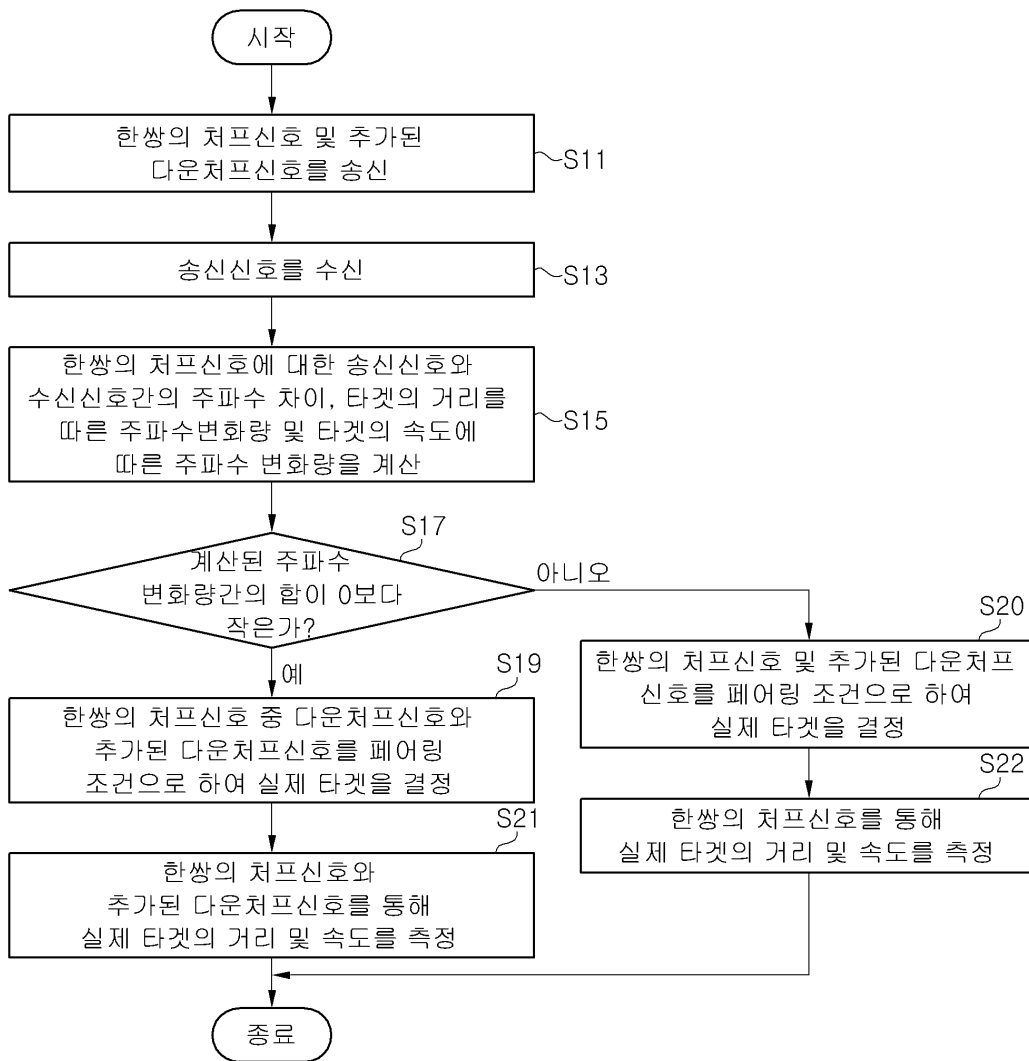 시작
한쌍의 처프신호 및 추가된
다운처프신호를 송신
S11
송신신호를 수신
S13
한쌍의 처프신호에 대한 송신신호와
수신신호간의 주파수 차이, 타겟의 거리를
따른 주파수변화량 및 타겟의 속도에
따른 주파수 변화량을 계산
S15
S17
계산된 주파수
변화량간의 합이 0보다
작은가?
아니오
예
S19
한쌍의 처프신호 중 다운처프신호와
추가된 다운처프신호를 페어링
조건으로 하여 실제 타겟을 결정
S20
한쌍의 처프신호 및 추가된 다운처프
신호를 페어링 조건으로 하여
실제 타겟을 결정
S21
한쌍의 처프신호와
추가된 다운처프신호를 통해
실제 타겟의 거리 및 속도를 측정
S22
한쌍의 처프신호를 통해
실제 타겟의 거리 및 속도를 측정
종료